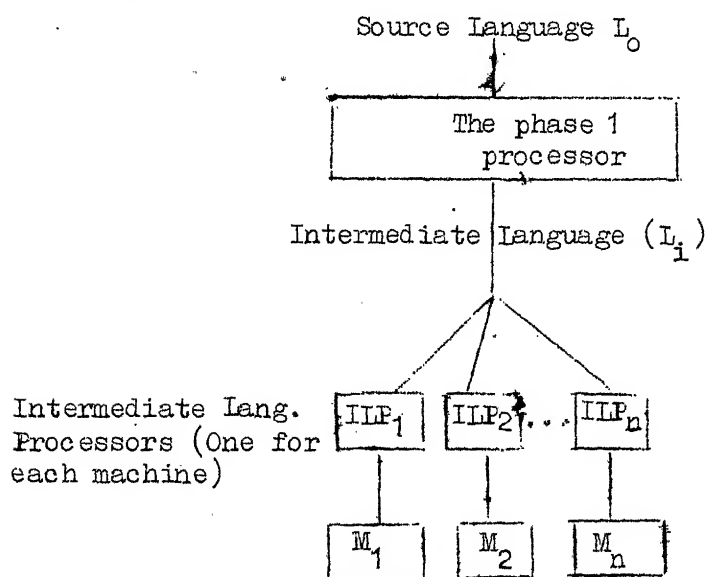 Source Language L₀
The phase 1
processor
Intermediate Language (Lᵢ)
Intermediate Lang.
Processors (One for
each machine)
ILP₁ ILP₂ ... ILPₙ
M₁ M₂ Mₙ